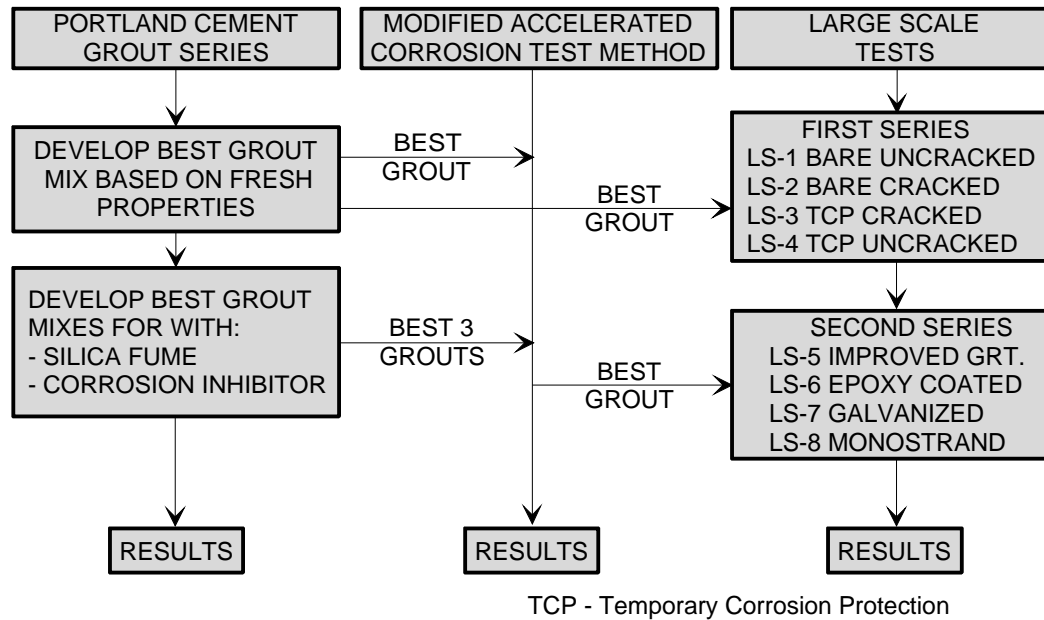 PORTLAND CEMENT
GROUT SERIES
MODIFIED ACCELERATED
CORROSION TEST METHOD
LARGE SCALE
TESTS
DEVELOP BEST GROUT
MIX BASED ON FRESH
PROPERTIES
BEST
GROUT
BEST
GROUT
FIRST SERIES
LS-1 BARE UNCRACKED
LS-2 BARE CRACKED
LS-3 TCP CRACKED
LS-4 TCP UNCRACKED
DEVELOP BEST GROUT
MIXES FOR WITH:
- SILICA FUME
- CORROSION INHIBITOR
BEST 3
GROUTS
BEST
GROUT
SECOND SERIES
LS-5 IMPROVED GRT.
LS-6 EPOXY COATED
LS-7 GALVANIZED
LS-8 MONOSTRAND
RESULTS
RESULTS
RESULTS
TCP - Temporary Corrosion Protection